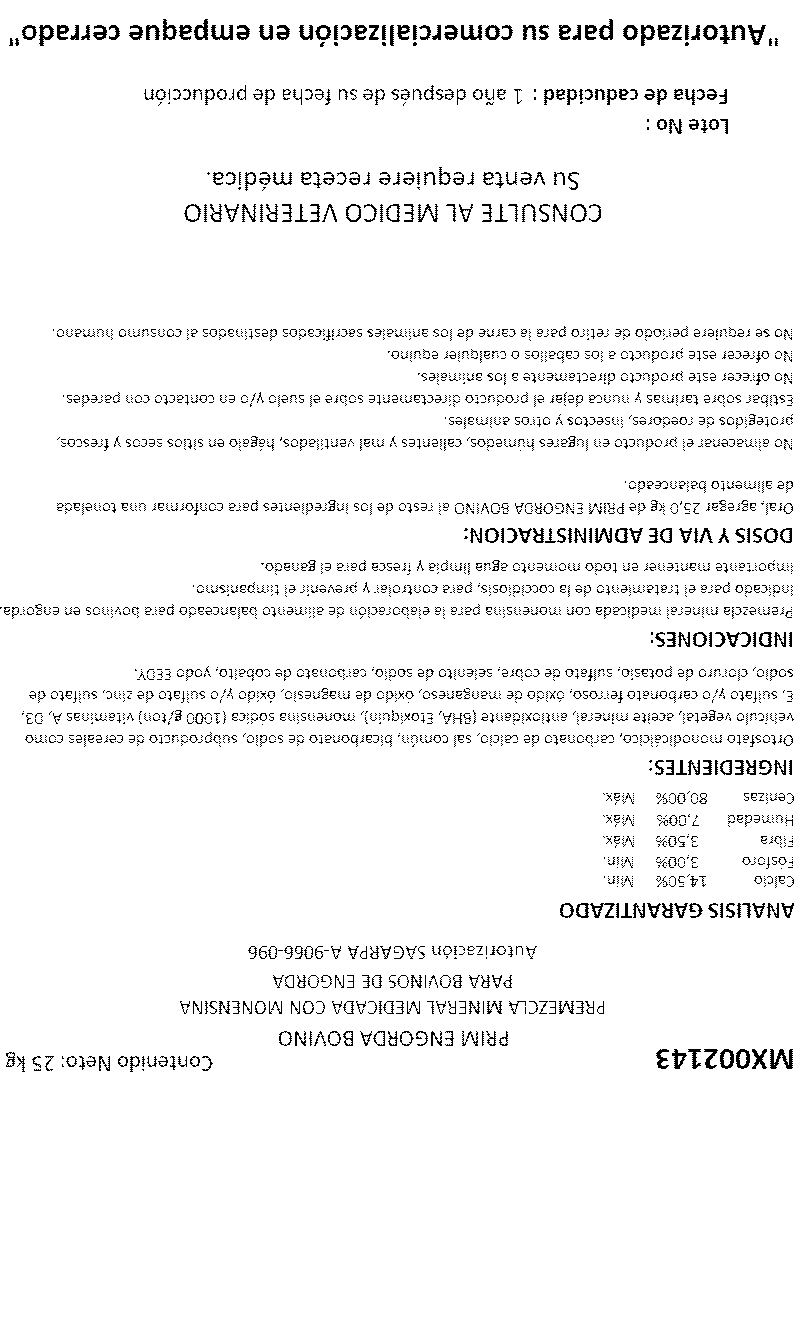 MX002143
Contenido Neto: 25 kg
PRIM ENGORDA BOVINO
PREMEZCLA MINERAL MEDICADA CON MONENSINA
PARA BOVINOS DE ENGORDA
Autorización SAGARPA A-9066-096
ANALISIS GARANTIZADO
Calcio 14,50% Min.
Fósforo 3,00% Min.
Fibra 3,50% Máx.
Humedad 7,00% Máx.
Cenizas 80,00% Máx.
INGREDIENTES:
Ortosfato monodicálcico, carbonato de calcio, sal común, bicarbonato de sodio, subproducto de cereales como
vehículo vegetal, aceite mineral, antioxidante (BHA, Etoxiquin), monensina sódica (1000 g/ton) vitaminas A, D3,
E, sulfato y/o carbonato ferroso, óxido de manganeso, óxido de magnesio, óxido y/o sulfato de zinc, sulfato de
sodio, cloruro de potasio, sulfato de cobre, selenito de sodio, carbonato de cobalto, yodo EEDY.
INDICACIONES:
Premezcla mineral medicada con monensina para la elaboración de alimento balanceado para bovinos en engorda.
Indicado para el tratamiento de la coccidiosis, para controlar y prevenir el timpanismo.
Importante mantener en todo momento agua limpia y fresca para el ganado.
DOSIS Y VIA DE ADMINISTRACION:
Oral, agregar 25,0 kg de PRIM ENGORDA BOVINO al resto de los ingredientes para conformar una tonelada
de alimento balanceado.
No almacenar el producto en lugares húmedos, calientes y mal ventilados, hágalo en sitios secos y frescos,
protegidos de roedores, insectos y otros animales.
Estibar sobre tarimas y nunca dejar el producto directamente sobre el suelo y/o en contacto con paredes.
No ofrecer este producto directamente a los animales.
No ofrecer este producto a los caballos o cualquier equino.
No se requiere periodo de retiro para la carne de los animales sacrificados destinados al consumo humano.
CONSULTE AL MEDICO VETERINARIO
Su venta requiere receta médica.
Lote No :
Fecha de caducidad : 1 año después de su fecha de producción
"Autorizado para su comercialización en empaque cerrado"